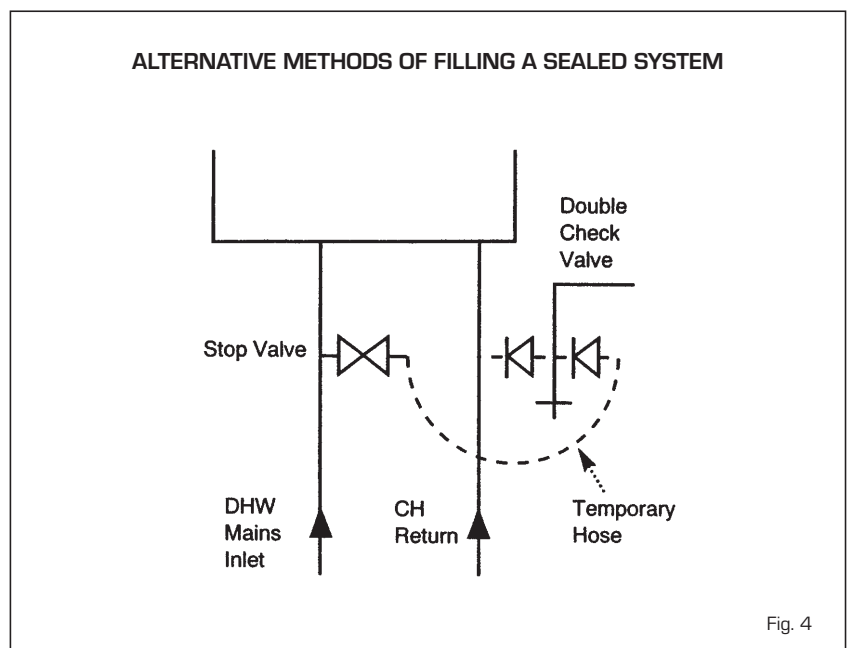 ALTERNATIVE METHODS OF FILLING A SEALED SYSTEM
Double
Check
Valve
Stop Valve
DHW
Mains
Inlet
CH
Return
Temporary
Hose
Fig. 4